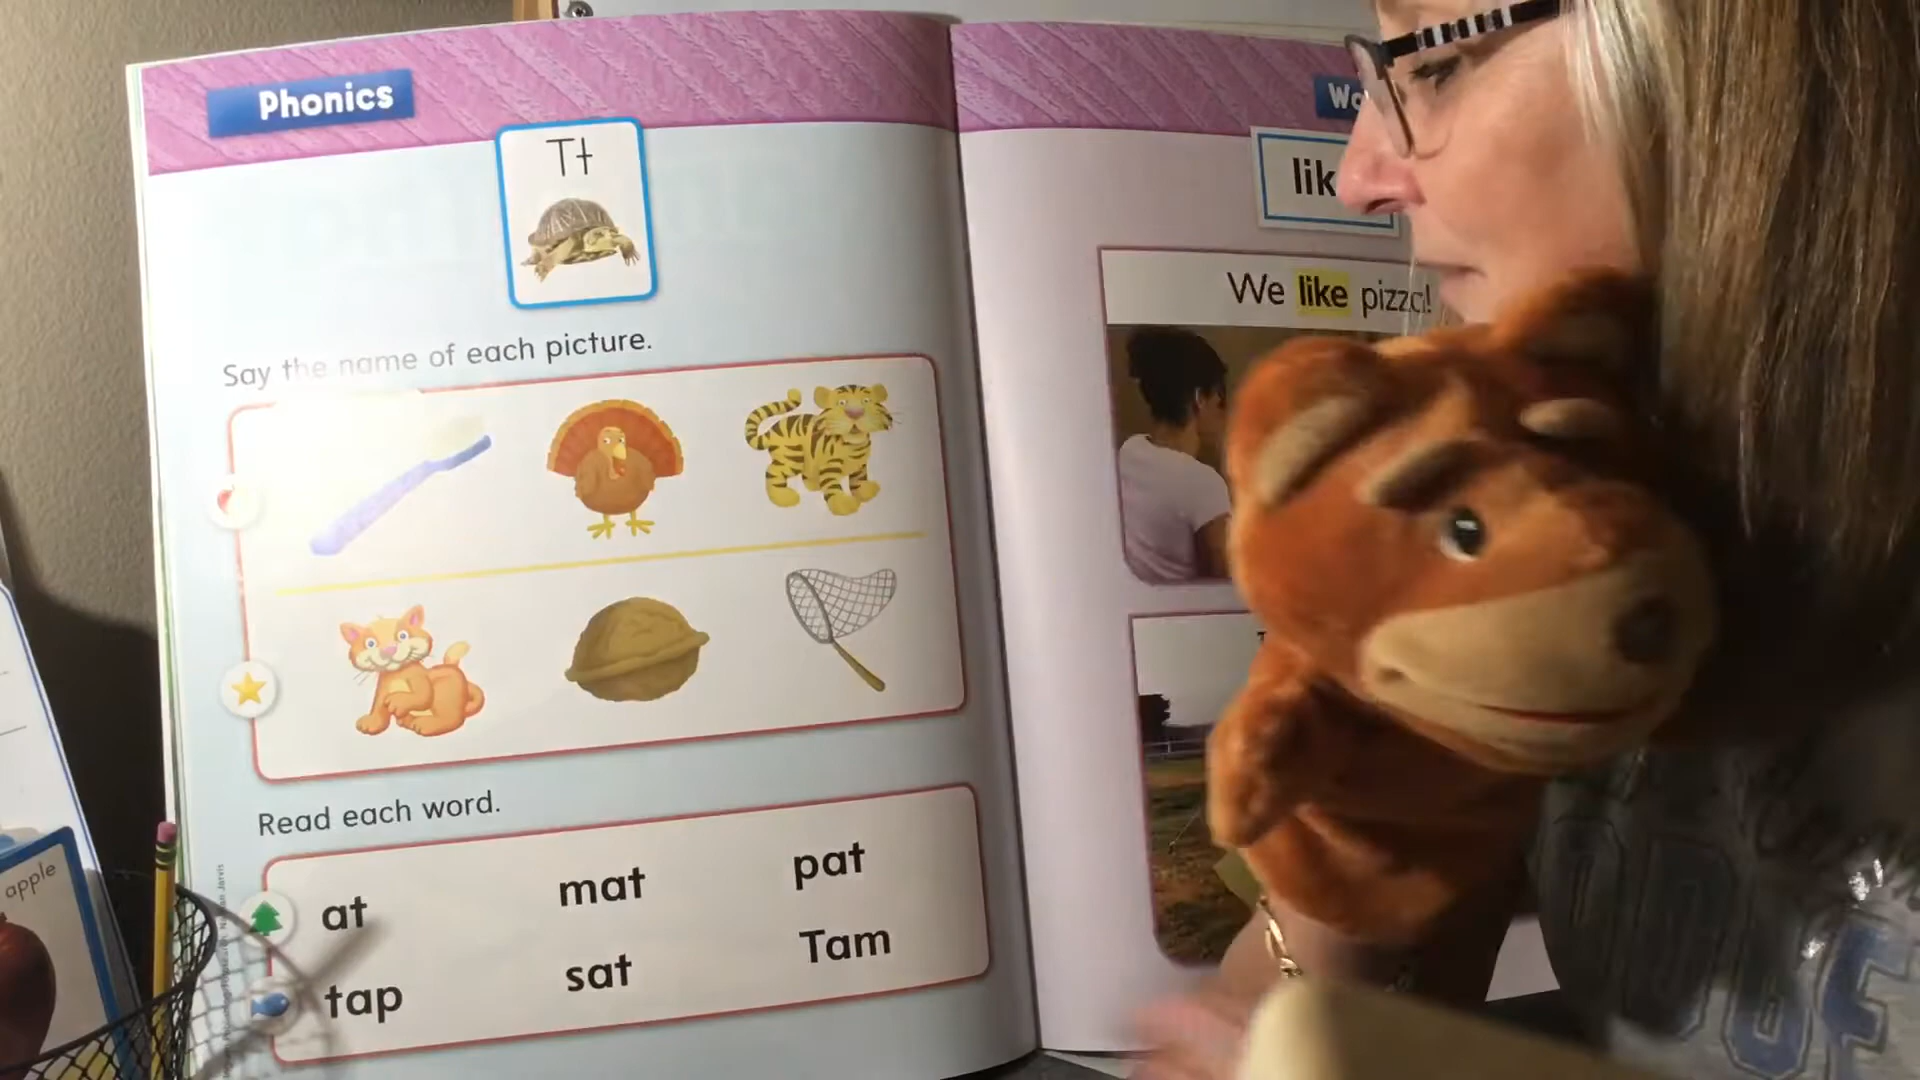 Phonics
Tt
Say the name of each picture.
Read each word.
at mat pat
tap sat Tam
We like pizza!
apple